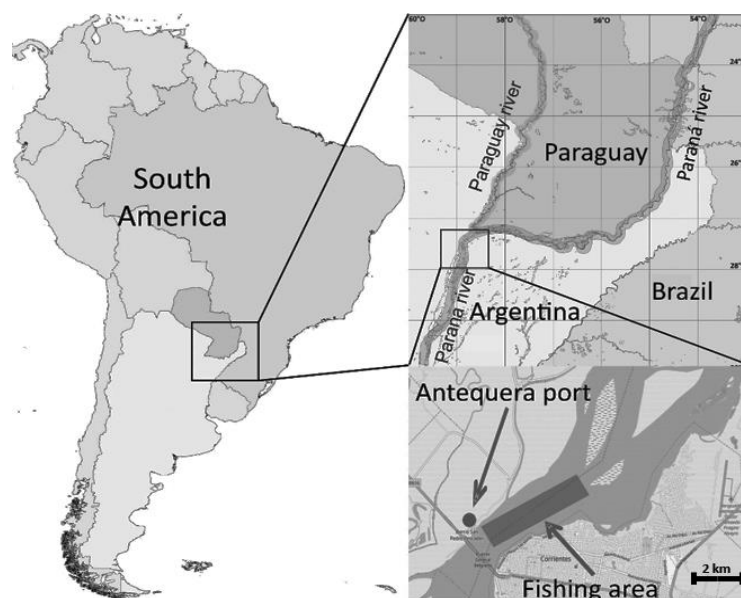 South
America
60°O
58°O
56°O
54°O
24°
26°
28°
Paraguay river
Paraguay
Paraná river
Paraná river
Argentina
Brazil
Antequera port
Corrientes
Fishing area
2 km